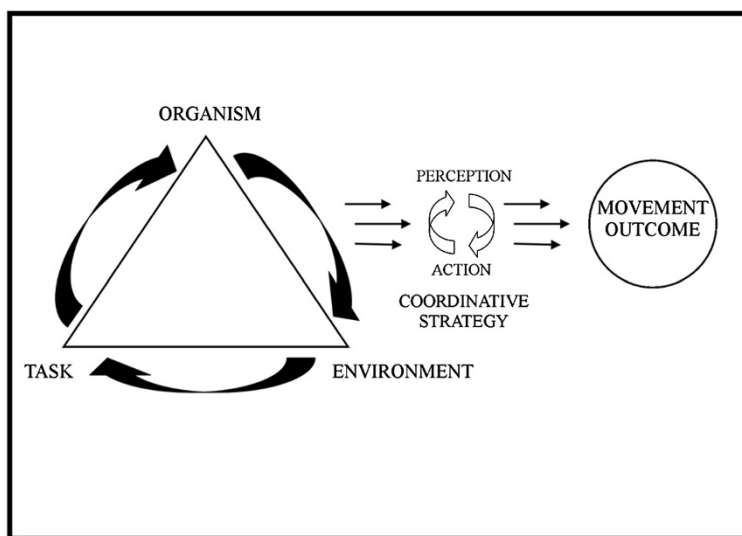 ORGANISM
PERCEPTION
MOVEMENT
OUTCOME
ACTION
COORDINATIVE
STRATEGY
TASK
ENVIRONMENT